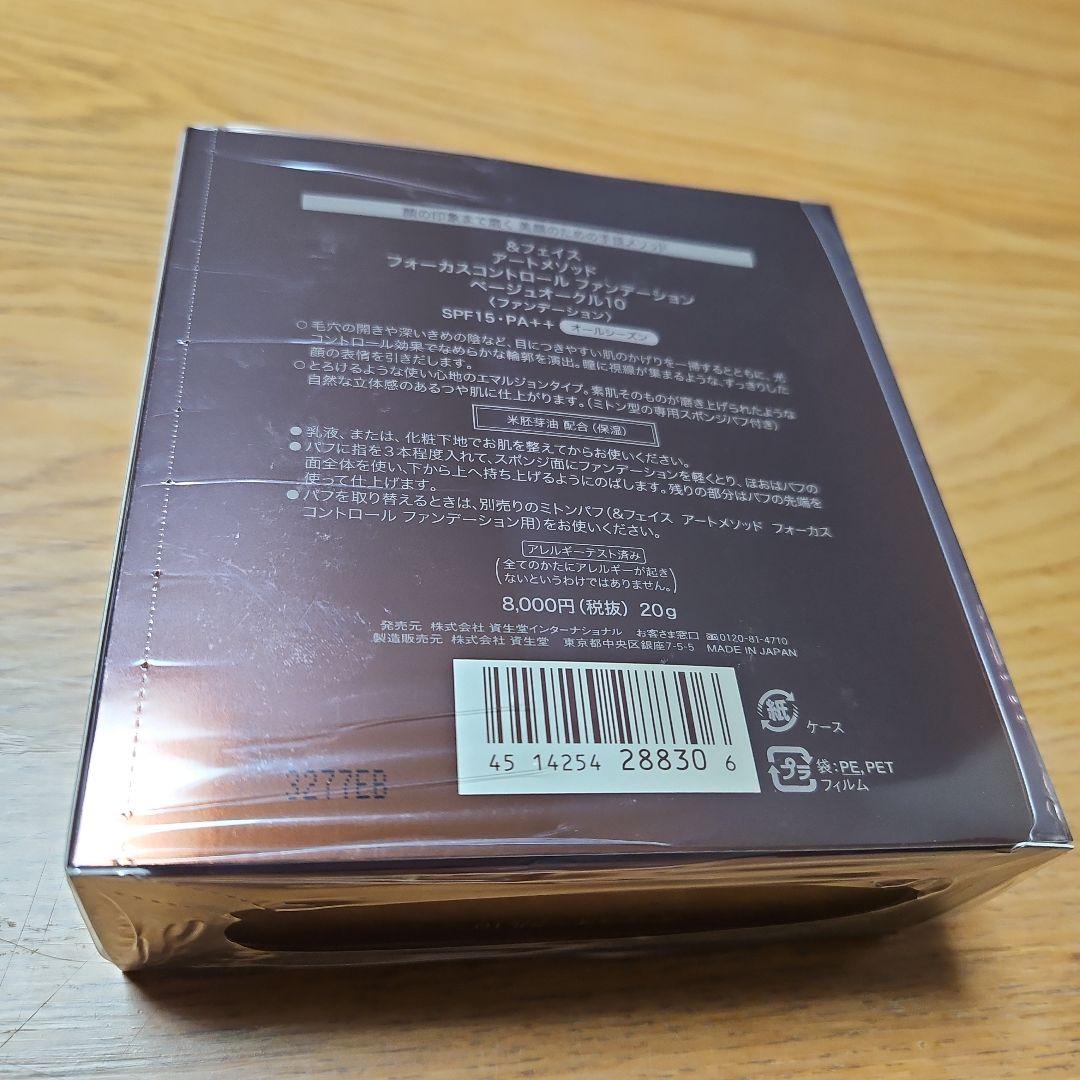 顔の印象まで磨く 美顔のための手技メソッド
&フェイス
アートメソッド
フォーカスコントロール ファンデーション
ベージュオークル10
〈ファンデーション〉
SPF15・PA++ オールシーズン
○毛穴の開きや深いきめの陰など、目につきやすい肌のかげりを一掃するとともに、光
コントロール効果でなめらかな輪郭を演出。瞳に視線が集まるような、すっきりした
顔の表情を引きだします。
○とろけるような使い心地のエマルジョンタイプ。素肌そのものが磨き上げられたような
自然な立体感のあるつや肌に仕上がります。(ミトン型の専用スポンジパフ付き)
米胚芽油 配合(保湿)
●乳液、または、化粧下地でお肌を整えてからお使いください。
●パフに指を3本程度入れて、スポンジ面にファンデーションを軽くとり、ほおはパフの
面全体を使い、下から上へ持ち上げるようにのばします。残りの部分はパフの先端を
使って仕上げます。
●パフを取り替えるときは、別売りのミトンパフ(&フェイス アートメソッド フォーカス
コントロール ファンデーション用)をお使いください。
アレルギーテスト済み
(全てのかたにアレルギーが起き
ないというわけではありません。)
8,000円(税抜) 20g
発売元 株式会社 資生堂インターナショナル お客さま窓口 0120-81-4710
製造販売元 株式会社 資生堂 東京都中央区銀座7-5-5 MADE IN JAPAN
45 14254 28830 6
紙 ケース
プラ 袋:PE,PET
フィルム
3277EB